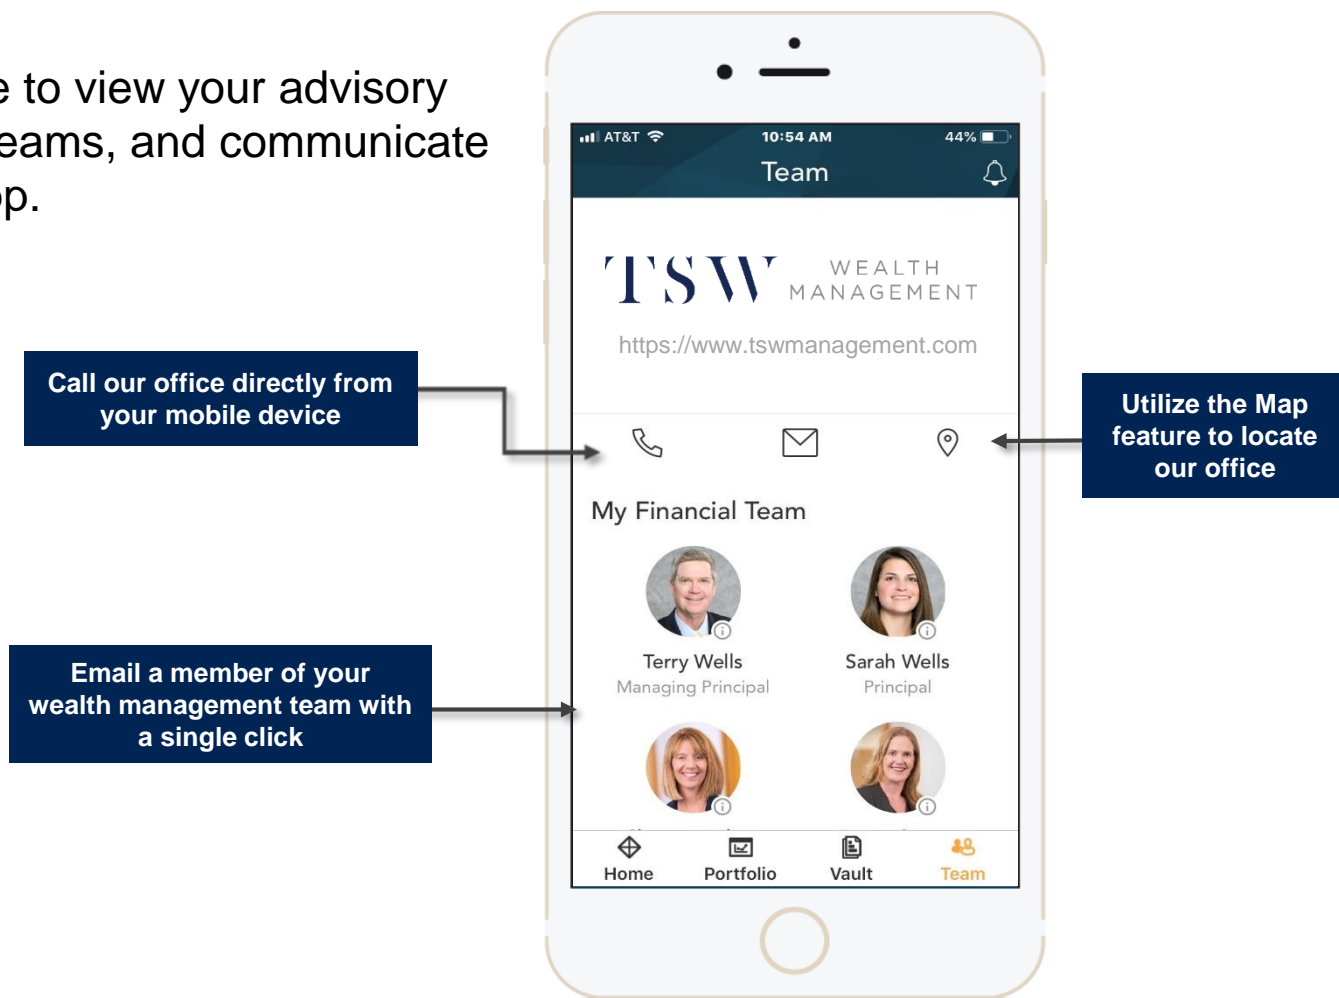 e to view your advisory
eams, and communicate
op.
AT&T
10:54 AM
44%
Team
TSW
WEALTH
MANAGEMENT
https://www.tswmanagement.com
Call our office directly from
your mobile device
Utilize the Map
feature to locate
our office
My Financial Team
Terry Wells
Sarah Wells
Managing Principal
Principal
Email a member of your
wealth management team with
a single click
Home
Portfolio
Vault
Team